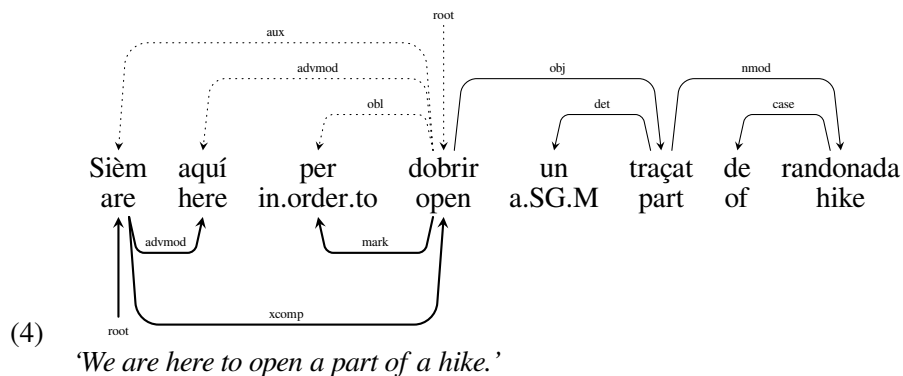 root
aux
advmod
obj
nmod
obl
det
case
Sièm aquí per dobrir un traçat de randonada
are here in.order.to open a.SG.M part of hike
advmod
mark
xcomp
root
(4)
'We are here to open a part of a hike.'